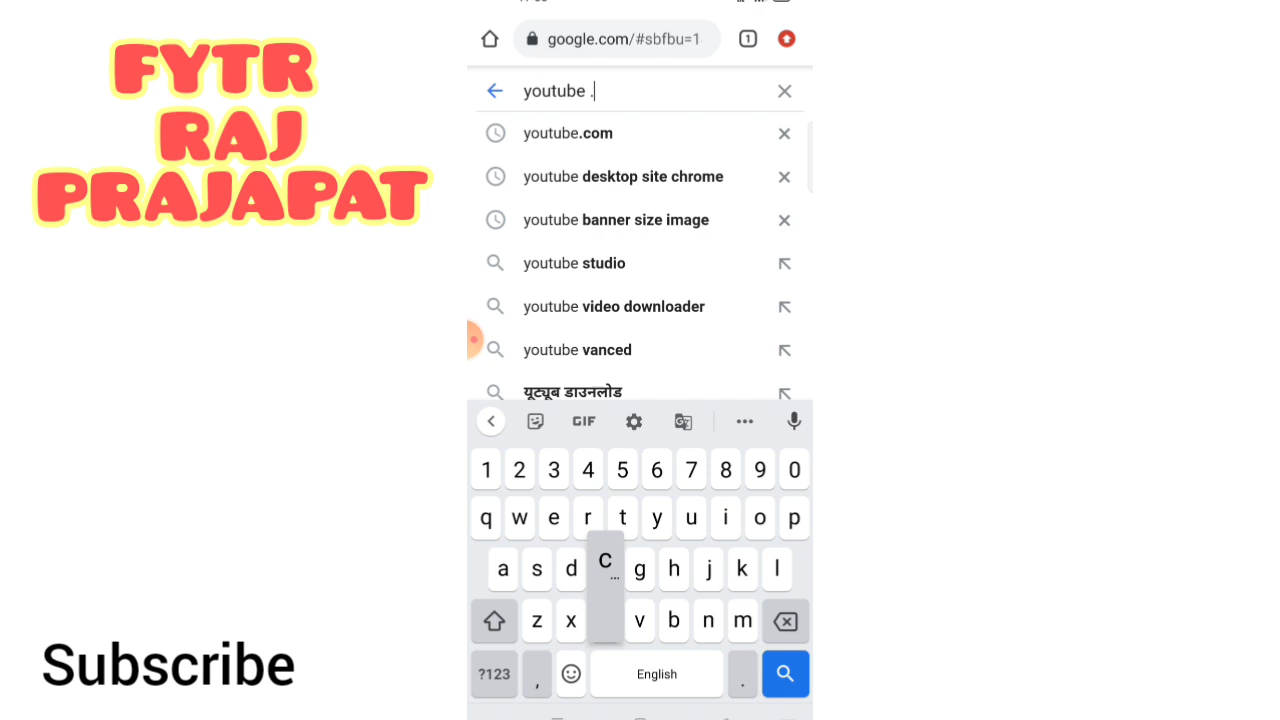 FYTR
RAJ
PRAJAPAT
Subscribe
google.com/#sbfbu=1
1
youtube .
youtube.com
youtube desktop site chrome
youtube banner size image
youtube studio
youtube video downloader
youtube vanced
यूट्यूब डाउनलोड
GIF
1 2 3 4 5 6 7 8 9 0
q w e r t y u i o p
a s d c g h j k l
z x v b n m
?123 , English .